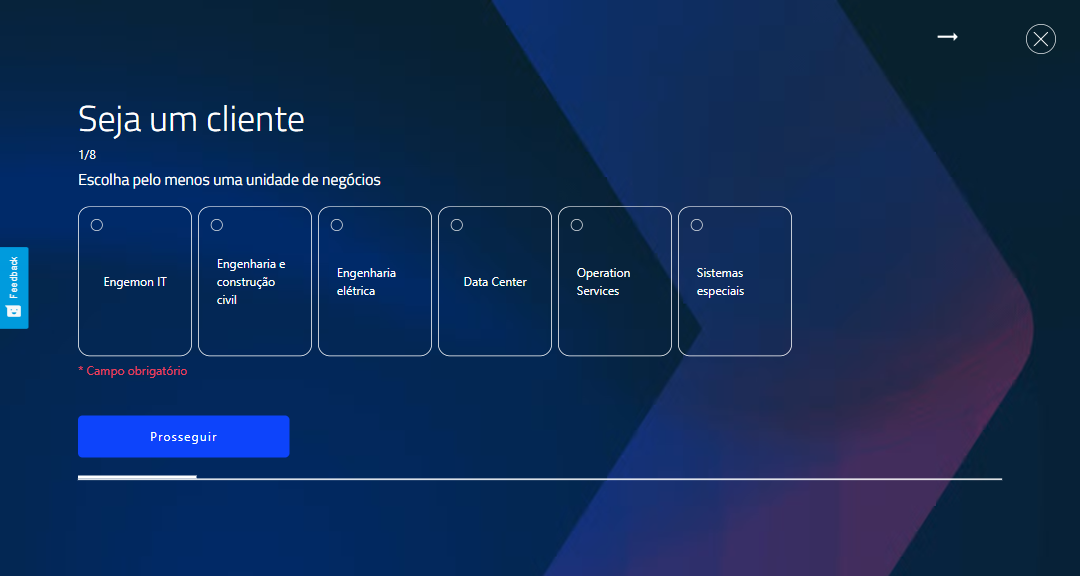 Seja um cliente
1/8
Escolha pelo menos uma unidade de negócios
Engemon IT
Engenharia e
construção
civil
Engenharia
elétrica
Data Center
Operation
Services
Sistemas
especiais
Feedback
* Campo obrigatório
Prosseguir